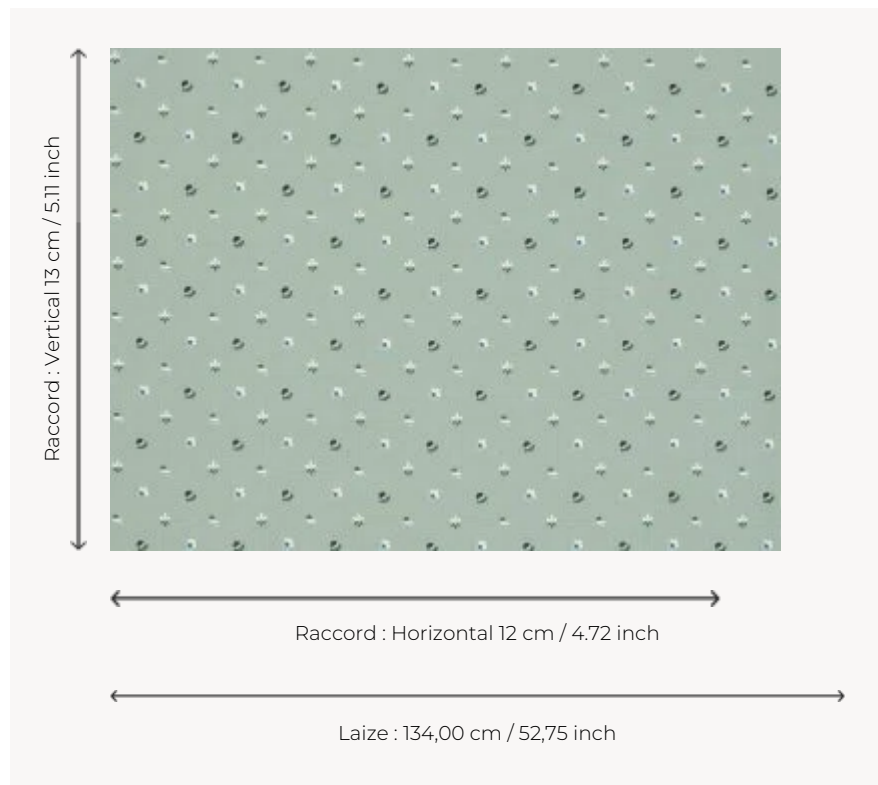 Raccord : Vertical 13 cm / 5.11 inch
Raccord : Horizontal 12 cm / 4.72 inch
Laize : 134,00 cm / 52,75 inch